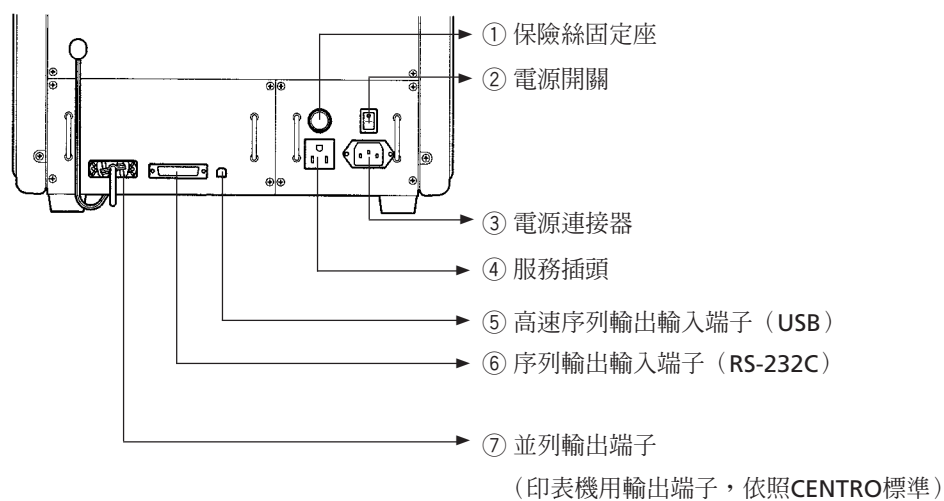 ① 保險絲固定座
② 電源開關
③ 電源連接器
④ 服務插頭
⑤ 高速序列輸出輸入端子（USB）
⑥ 序列輸出輸入端子（RS-232C）
⑦ 並列輸出端子
（印表機用輸出端子，依照CENTRO標準）